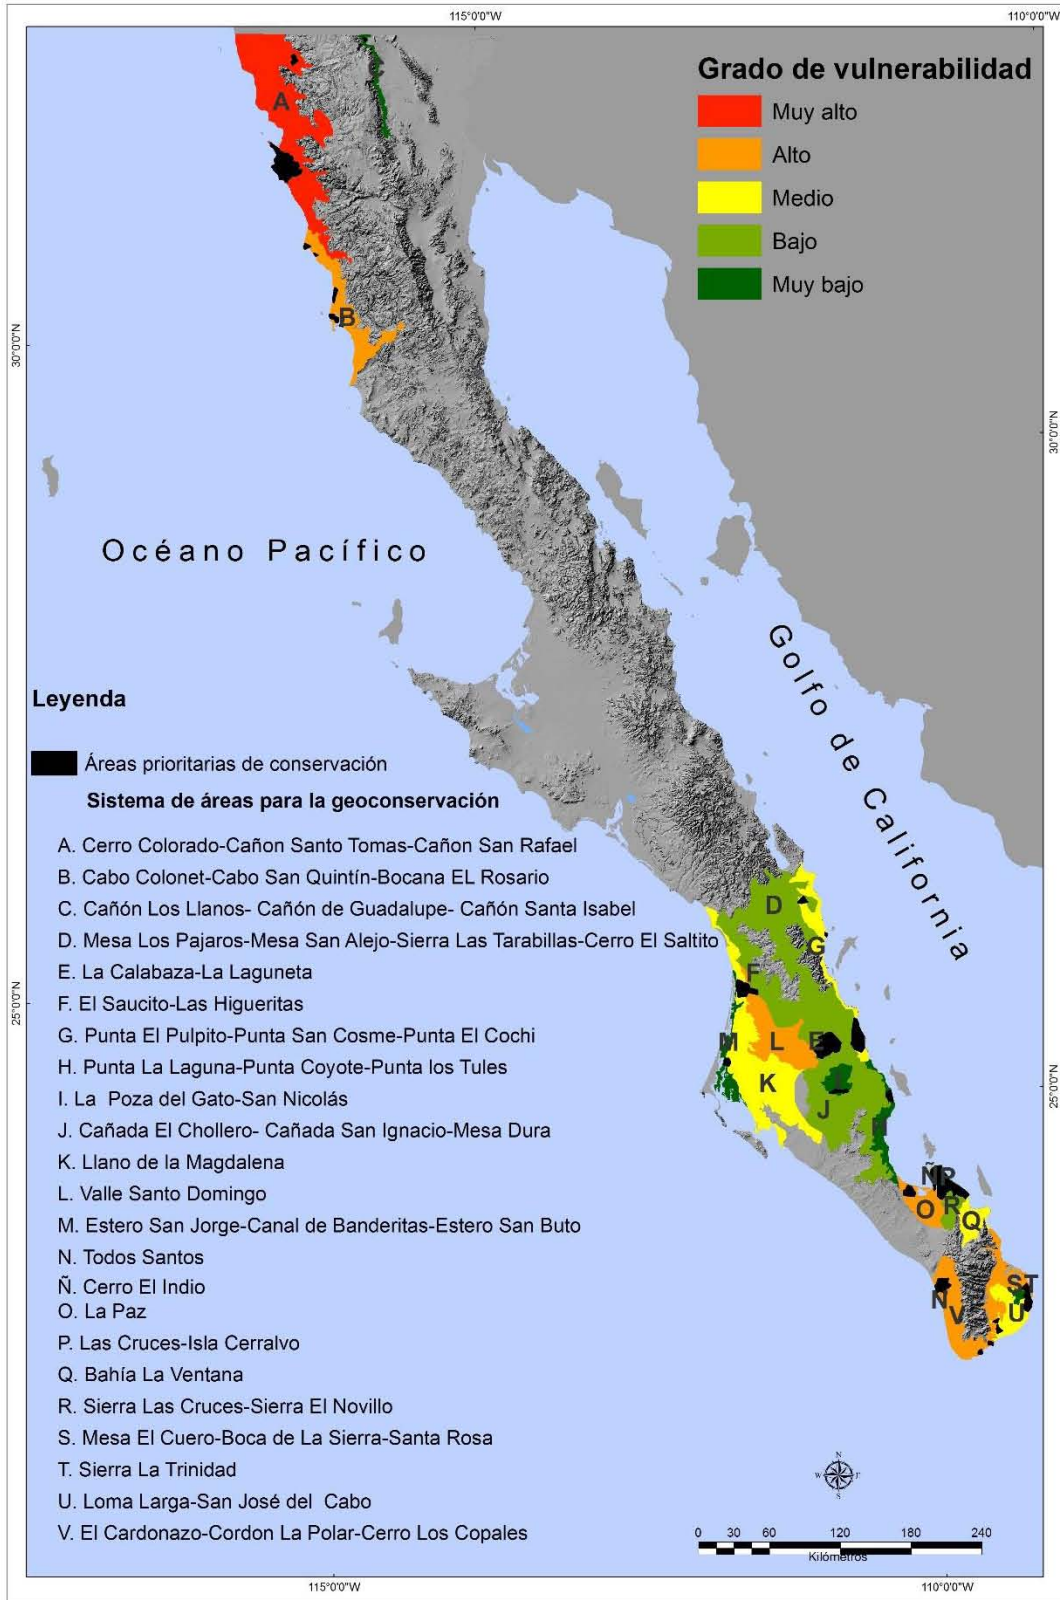 115°0'0"W
110°0'0"W
Grado de vulnerabilidad
Muy alto
Alto
Medio
Bajo
Muy bajo
A
B
30°0'0"N
30°0'0"N
Océano Pacífico
Golfo de California
Leyenda
Áreas prioritarias de conservación
Sistema de áreas para la geoconservación
A. Cerro Colorado-Cañon Santo Tomas-Cañon San Rafael
B. Cabo Colonet-Cabo San Quintín-Bocana EL Rosario
C. Cañón Los Llanos- Cañón de Guadalupe- Cañón Santa Isabel
D. Mesa Los Pajaros-Mesa San Alejo-Sierra Las Tarabillas-Cerro El Saltito
E. La Calabaza-La Laguneta
F. El Saucito-Las Higueritas
G. Punta El Pulpito-Punta San Cosme-Punta El Cochi
H. Punta La Laguna-Punta Coyote-Punta los Tules
I. La Poza del Gato-San Nicolás
J. Cañada El Chollero- Cañada San Ignacio-Mesa Dura
K. Llano de la Magdalena
L. Valle Santo Domingo
M. Estero San Jorge-Canal de Banderitas-Estero San Buto
N. Todos Santos
Ñ. Cerro El Indio
O. La Paz
P. Las Cruces-Isla Cerralvo
Q. Bahía La Ventana
R. Sierra Las Cruces-Sierra El Novillo
S. Mesa El Cuero-Boca de La Sierra-Santa Rosa
T. Sierra La Trinidad
U. Loma Larga-San José del Cabo
V. El Cardonazo-Cordon La Polar-Cerro Los Copales
D
G
F
25°0'0"N
25°0'0"N
M
L
E
K
J
H
Ñ
P
O
R
Q
S
T
N
V
U
N
W
S
0 30 60 120 180 240
Kilómetros
115°0'0"W
110°0'0"W